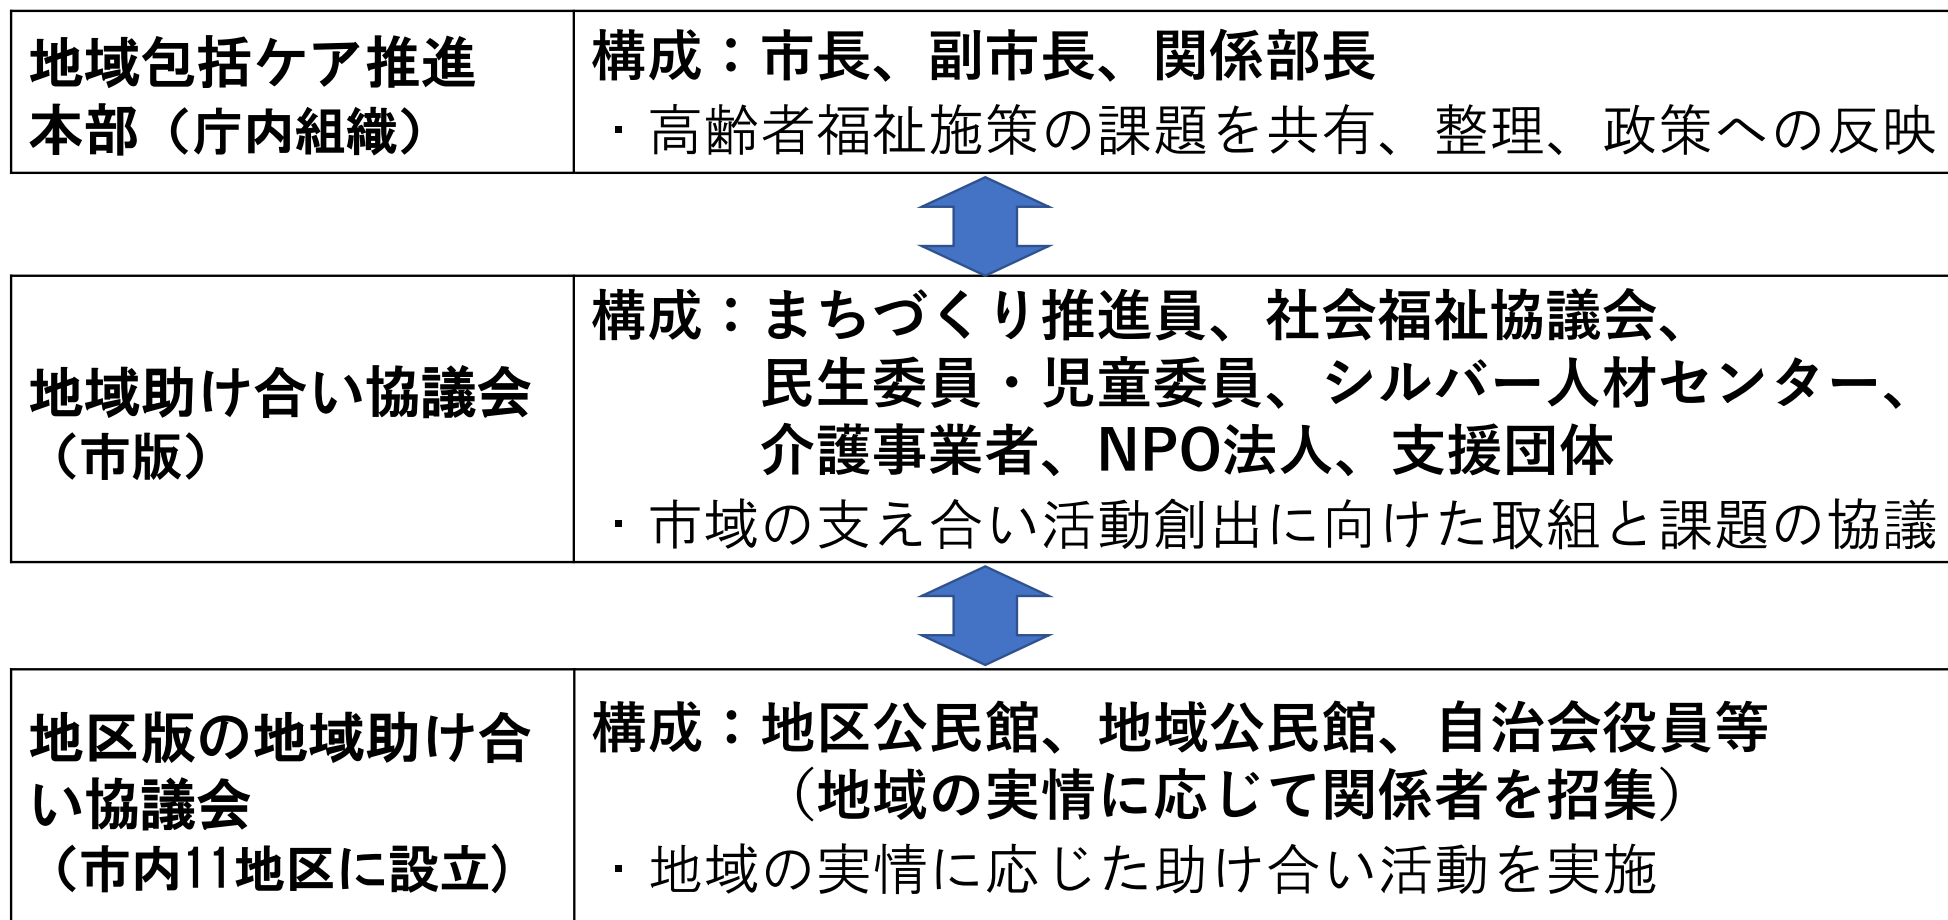 地域包括ケア推進
本部（庁内組織）
構成：市長、副市長、関係部長
・高齢者福祉施策の課題を共有、整理、政策への反映
地域助け合い協議会
（市版）
構成：まちづくり推進員、社会福祉協議会、
民生委員・児童委員、シルバー人材センター、
介護事業者、NPO法人、支援団体
・市域の支え合い活動創出に向けた取組と課題の協議
地区版の地域助け合
い協議会
（市内11地区に設立）
構成：地区公民館、地域公民館、自治会役員等
（地域の実情に応じて関係者を招集）
・地域の実情に応じた助け合い活動を実施